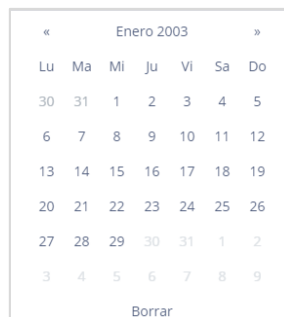 « Enero 2003 »
Lu Ma Mi Ju Vi Sa Do
30 31 1 2 3 4 5
6 7 8 9 10 11 12
13 14 15 16 17 18 19
20 21 22 23 24 25 26
27 28 29 30 31 1 2
3 4 5 6 7 8 9
Borrar